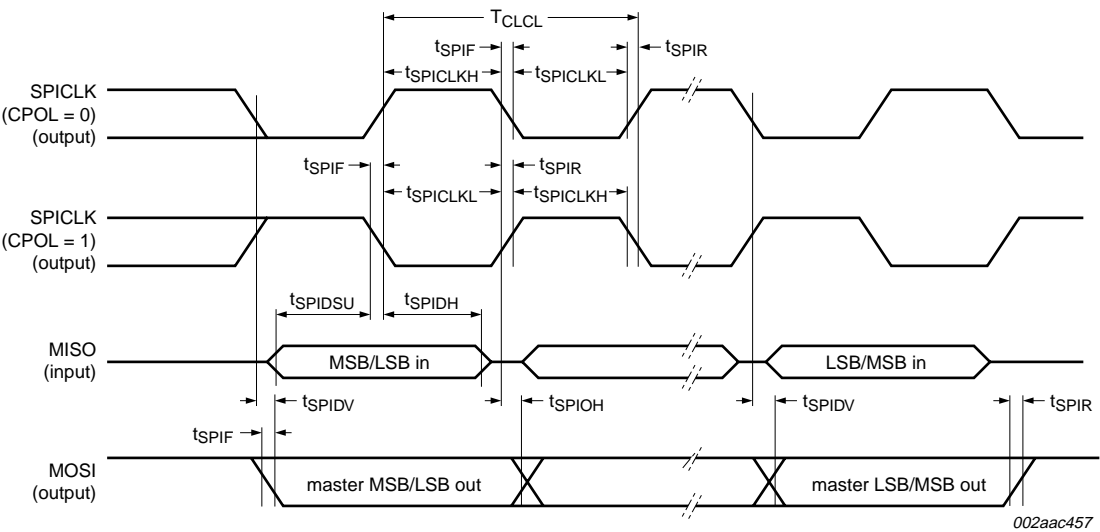 TCLCL
tSPIF
tSPIR
tSPICLKH
tSPICLKL
SPICLK
(CPOL = 0)
(output)
tSPIF
tSPIR
tSPICLKL
tSPICLKH
SPICLK
(CPOL = 1)
(output)
tSPIDSU
tSPIDH
MISO
(input)
MSB/LSB in
LSB/MSB in
tSPIDV
tSPIOH
tSPIDV
tSPIR
tSPIF
MOSI
(output)
master MSB/LSB out
master LSB/MSB out
002aac457